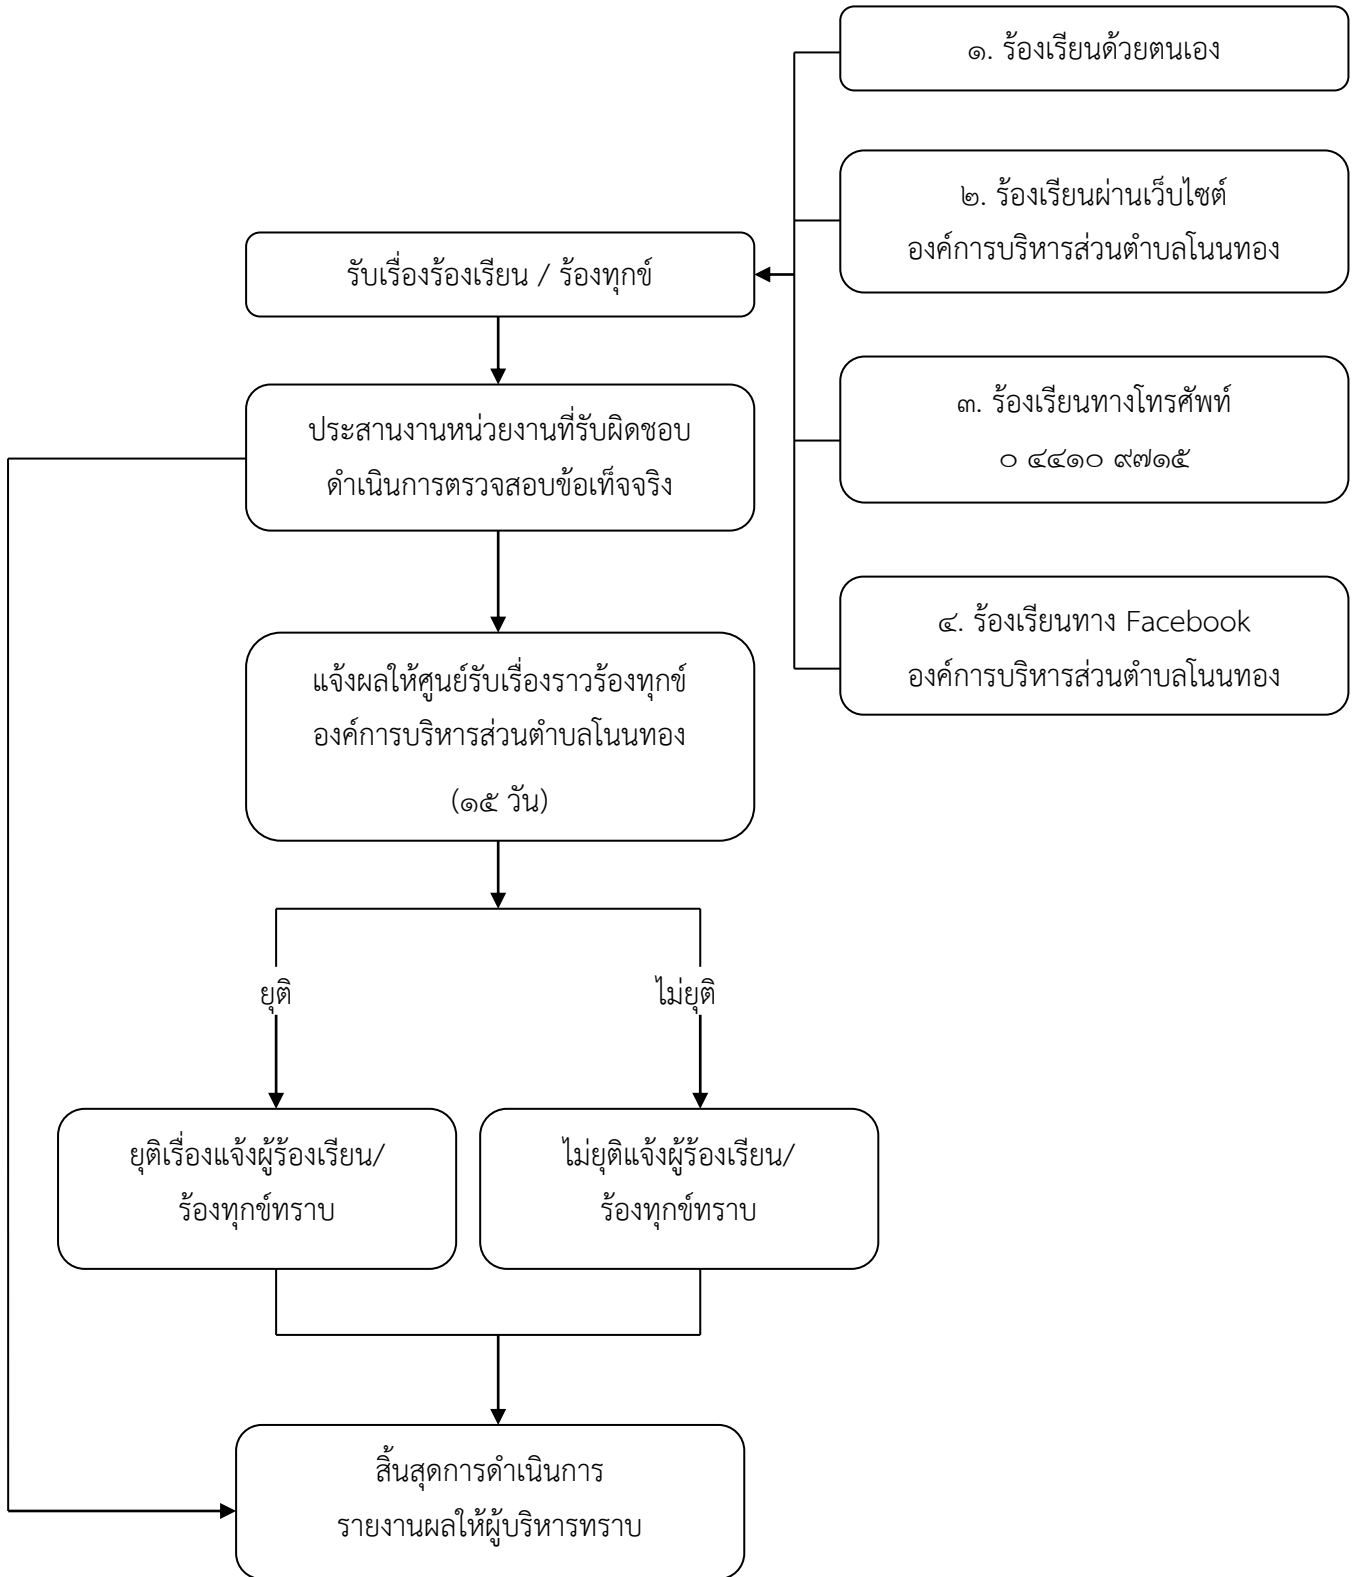 ๑. ร้องเรียนด้วยตนเอง
๒. ร้องเรียนผ่านเว็บไซต์
องค์การบริหารส่วนตำบลโนนทอง
รับเรื่องร้องเรียน / ร้องทุกข์
๓. ร้องเรียนทางโทรศัพท์
๐ ๔๔๑๐ ๙๗๑๕
ประสานงานหน่วยงานที่รับผิดชอบ
ดำเนินการตรวจสอบข้อเท็จจริง
๔. ร้องเรียนทาง Facebook
องค์การบริหารส่วนตำบลโนนทอง
แจ้งผลให้ศูนย์รับเรื่องราวร้องทุกข์
องค์การบริหารส่วนตำบลโนนทอง
(๑๕ วัน)
ยุติ
ไม่ยุติ
ยุติเรื่องแจ้งผู้ร้องเรียน/
ร้องทุกข์ทราบ
ไม่ยุติแจ้งผู้ร้องเรียน/
ร้องทุกข์ทราบ
สิ้นสุดการดำเนินการ
รายงานผลให้ผู้บริหารทราบ